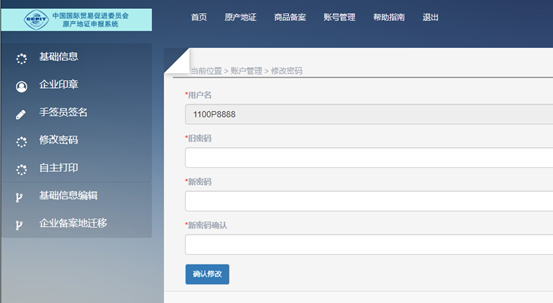 中国国际贸易促进委员会
原产地证申报系统
CCPIT
首页 原产地证 商品备案 账号管理 帮助指南 退出
基础信息
企业印章
手签员签名
修改密码
自主打印
基础信息编辑
企业备案地迁移
当前位置 > 账户管理 > 修改密码
*用户名
1100P8888
*旧密码
*新密码
*新密码确认
确认修改